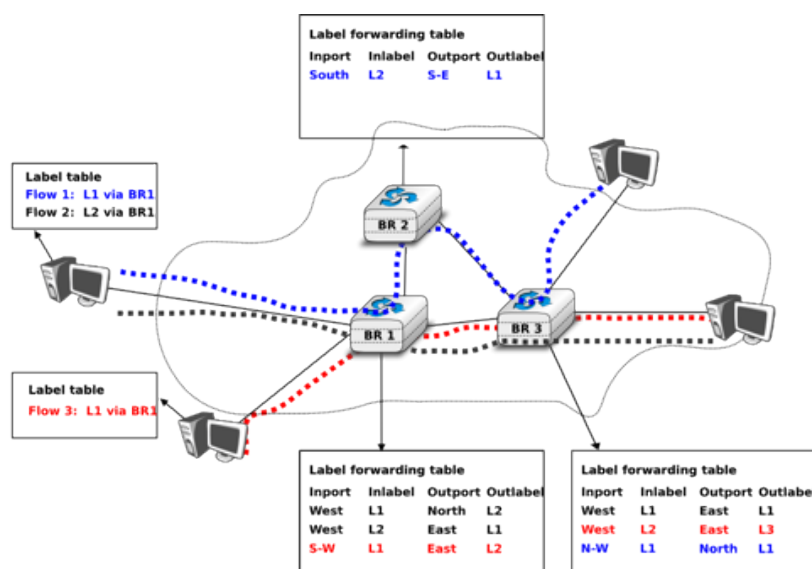 Label forwarding table
Inport Inlabel Outport Outlabel
South L2 S-E L1
Label table
Flow 1: L1 via BR1
Flow 2: L2 via BR1
BR 2
BR 1
BR 3
Label table
Flow 3: L1 via BR1
Label forwarding table
Inport Inlabel Outport Outlabel
West L1 North L2
West L2 East L1
S-W L1 East L2
Label forwarding table
Inport Inlabel Outport Outlabel
West L1 East L1
West L2 East L3
N-W L1 North L1